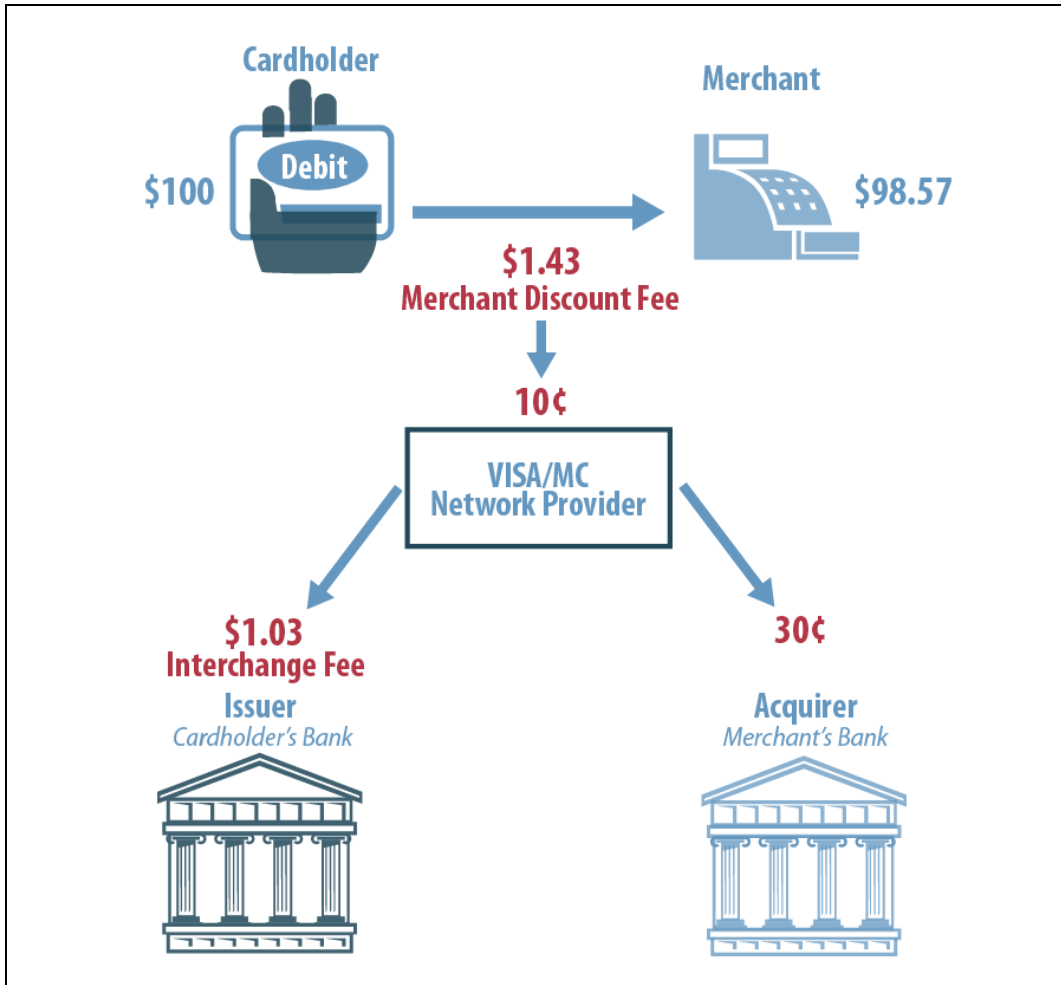 Cardholder
Merchant
Debit
$100
$98.57
$1.43
Merchant Discount Fee
10¢
VISA/MC
Network Provider
$1.03
Interchange Fee
30¢
Issuer
Cardholder's Bank
Acquirer
Merchant's Bank